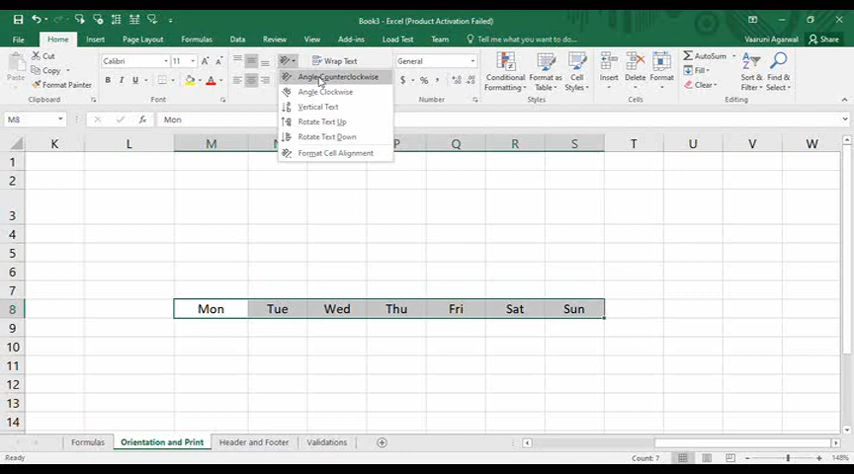 Book3 - Excel (Product Activation Failed)
File Home Insert Page Layout Formulas Data Review View Add-ins Load Test Team Tell me what you want to do... Vaaruni Agarwal Share
Cut
Copy
Format Painter
Paste
Clipboard
Calibri 11 A A
B I U A
Font
Wrap Text
Angle Counterclockwise
Angle Clockwise
Vertical Text
Rotate Text Up
Rotate Text Down
Format Cell Alignment
General
$ % ,
Number
Conditional Formatting
Format as Table
Cell Styles
Styles
Insert Delete Format
Cells
AutoSum
Fill
Clear
Sort & Filter
Find & Select
Editing
M8 fx Mon
K L M N P Q R S T U V W
1
2
3
4
5
6
7
8 Mon Tue Wed Thu Fri Sat Sun
9
10
11
12
13
14
Formulas Orientation and Print Header and Footer Validations
Ready Count: 7 148%